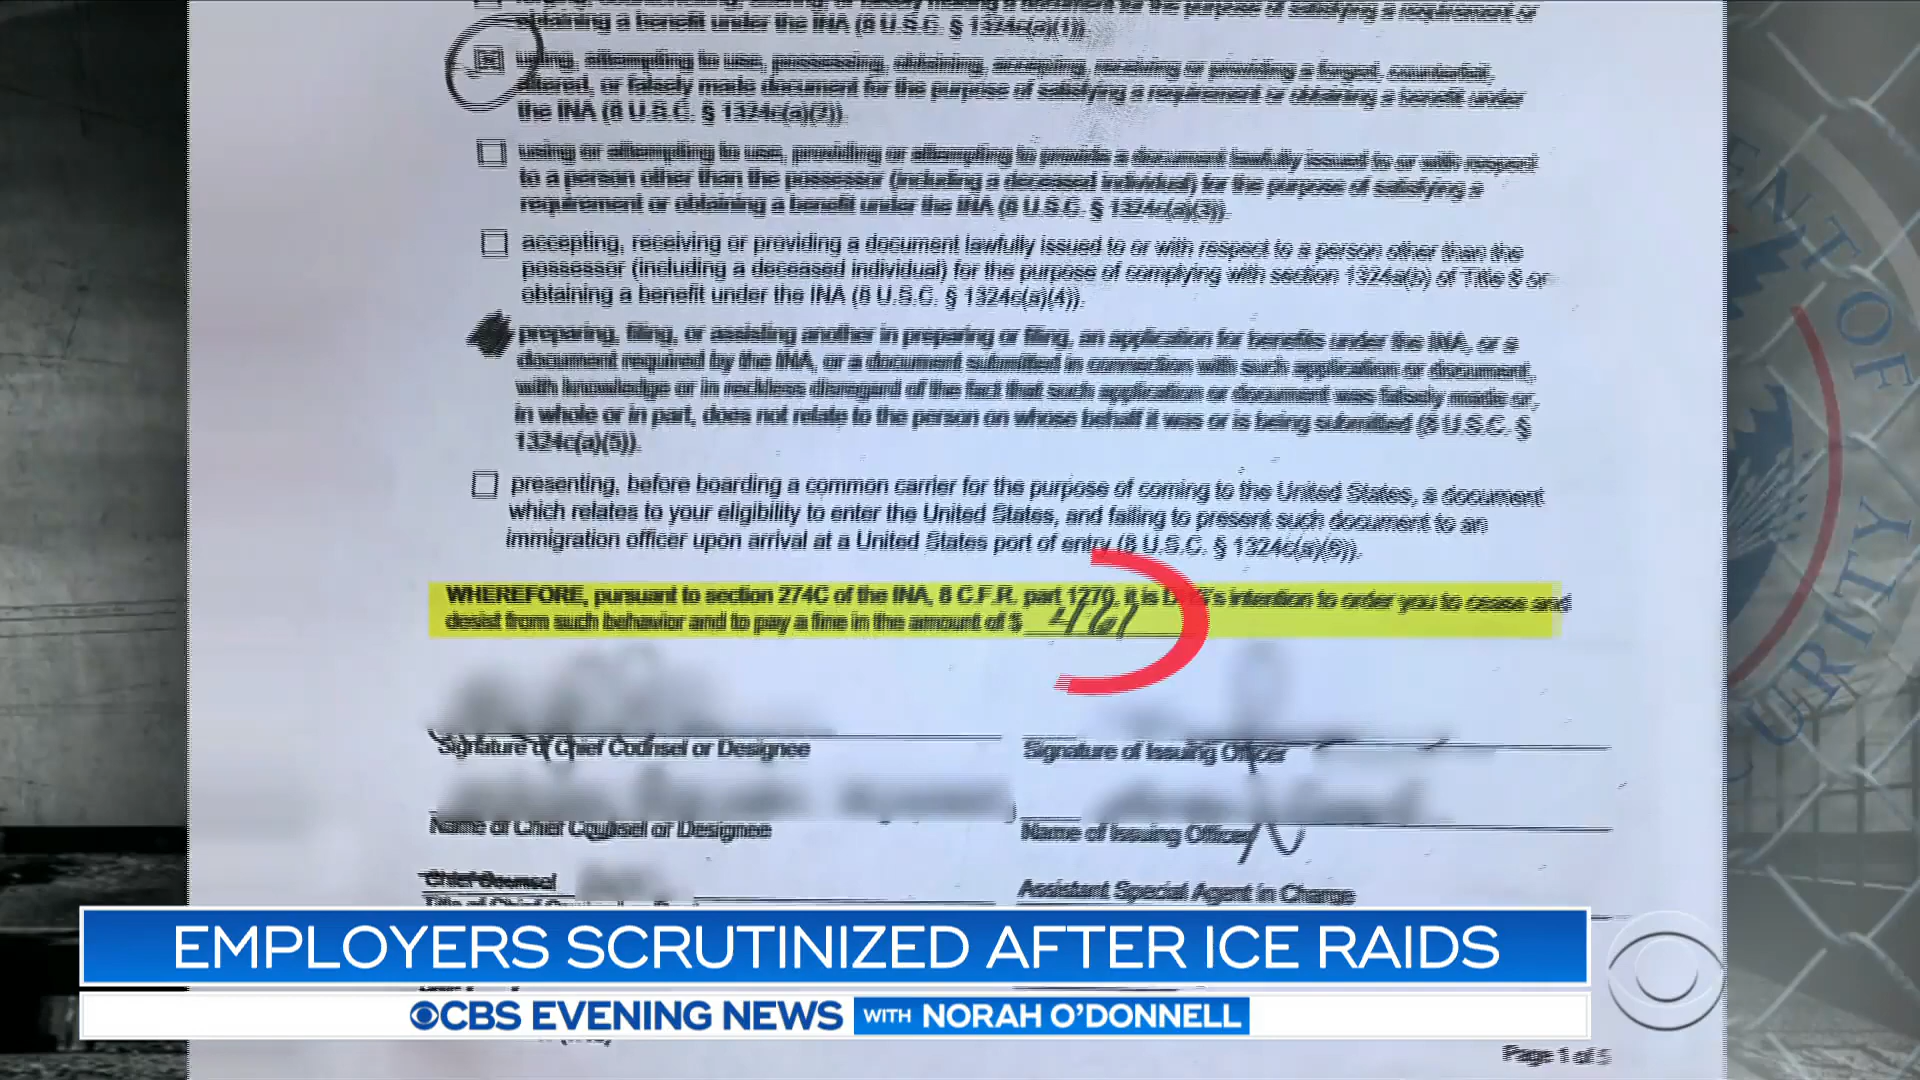 obtaining a benefit under the INA (8 U.S.C. § 1324c(a)(1))
using, attempting to use, possessing, obtaining, accepting, receiving or providing a forged, counterfeit,
altered, or falsely made document for the purpose of satisfying a requirement or obtaining a benefit under
the INA (8 U.S.C. § 1324c(a)(2))
using or attempting to use, providing or attempting to provide a document lawfully issued to or with respect
to a person other than the possessor (including a deceased individual) for the purpose of satisfying a
requirement or obtaining a benefit under the INA (8 U.S.C. § 1324c(a)(3)).
accepting, receiving or providing a document lawfully issued to or with respect to a person other than the
possessor (including a deceased individual) for the purpose of complying with section 1324a(b) of Title 8 or
obtaining a benefit under the INA (8 U.S.C. § 1324c(a)(4)).
preparing, filing, or assisting another in preparing or filing, an application for benefits under the INA, or a
document required by the INA, or a document submitted in connection with such application or document,
with knowledge or in reckless disregard of the fact that such application or document was falsely made or,
in whole or in part, does not relate to the person on whose behalf it was or is being submitted (8 U.S.C. §
1324c(a)(5)).
presenting, before boarding a common carrier for the purpose of coming to the United States, a document
which relates to your eligibility to enter the United States, and failing to present such document to an
immigration officer upon arrival at a United States port of entry (8 U.S.C. § 1324c(a)(6)).
WHEREFORE, pursuant to section 274C of the INA, 8 C.F.R. part 1270, it is DHS's intention to order you to cease and
desist from such behavior and to pay a fine in the amount of $ 461
Signature of Chief Counsel or Designee
Signature of Issuing Officer
Name of Chief Counsel or Designee
Name of Issuing Officer
Chief Counsel
Assistant Special Agent in Charge
EMPLOYERS SCRUTINIZED AFTER ICE RAIDS
CBS EVENING NEWS WITH NORAH O'DONNELL
Page 1 of 5
ENT OF
URITY